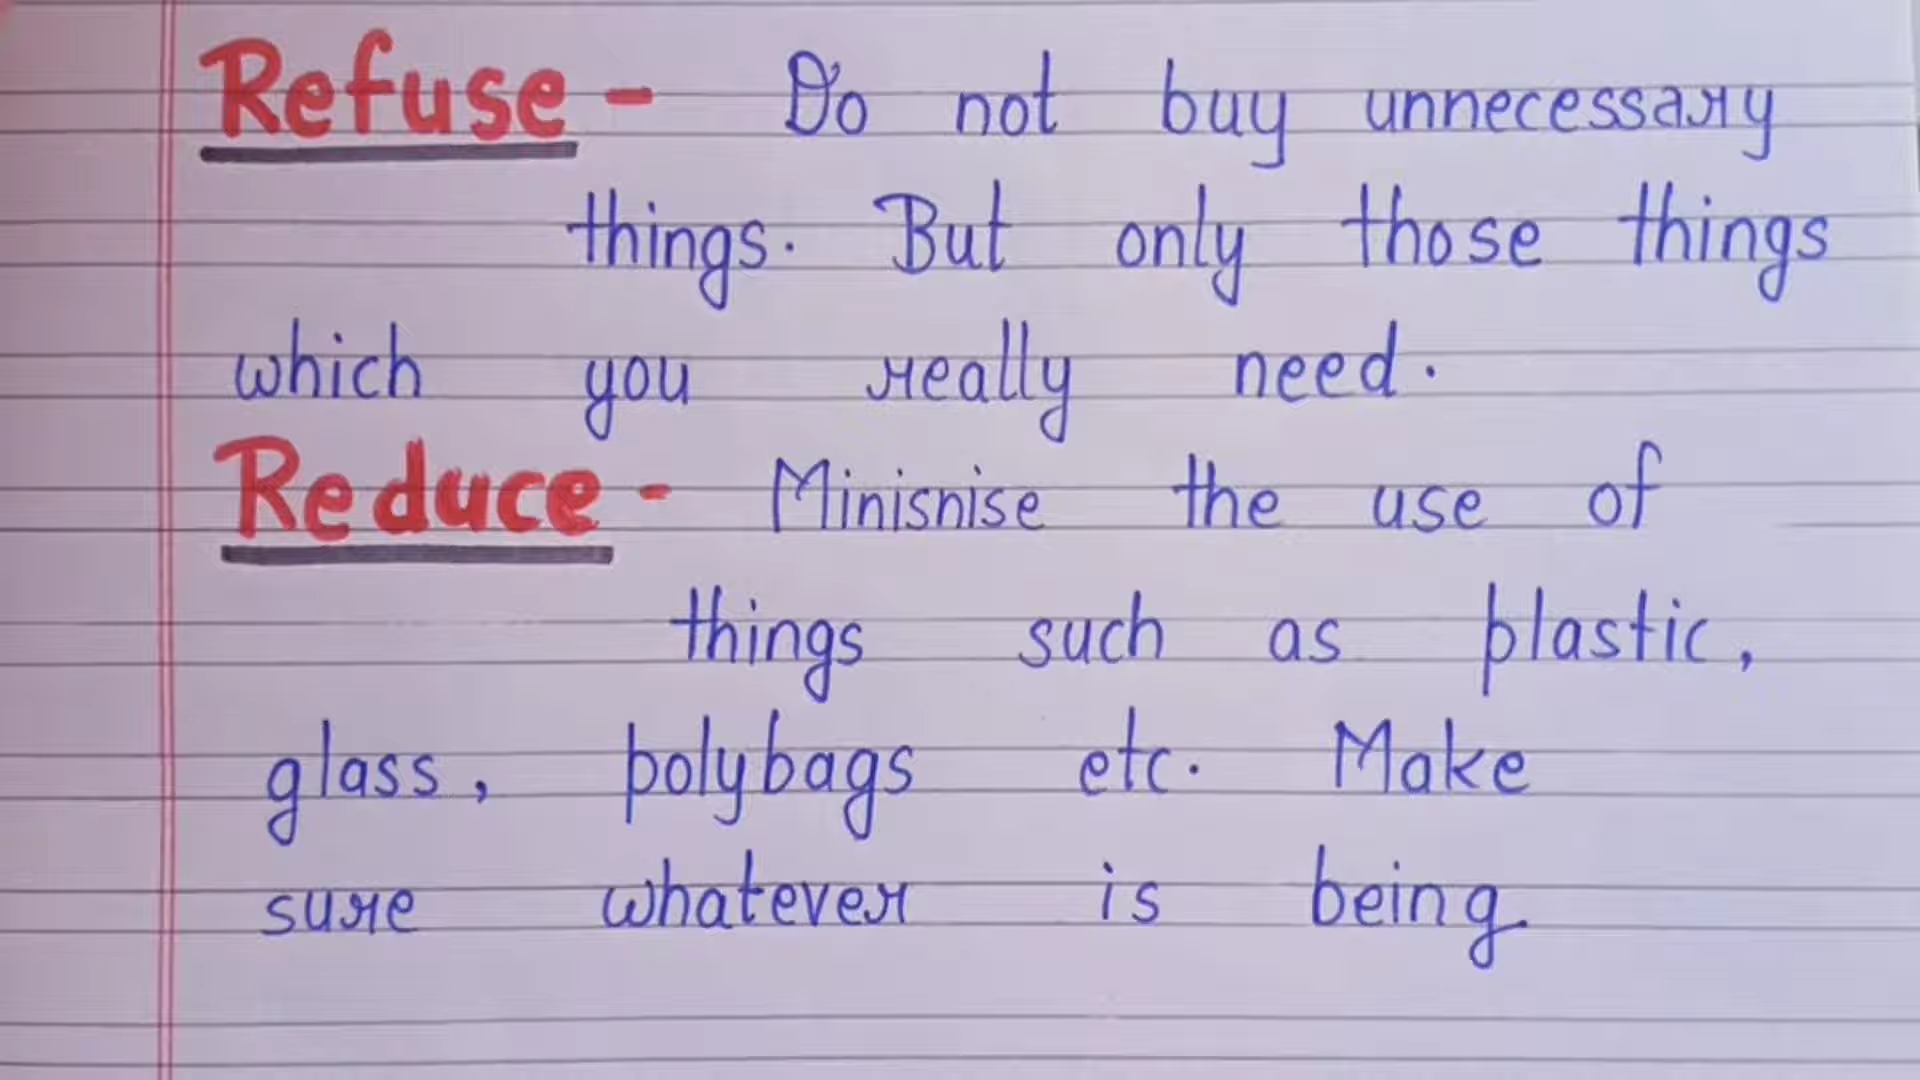 Refuse - Do not buy unnecessary
things. But only those things
which you really need.
Reduce - Minisnise the use of
things such as plastic,
glass, polybags etc. Make
sure whatever is being